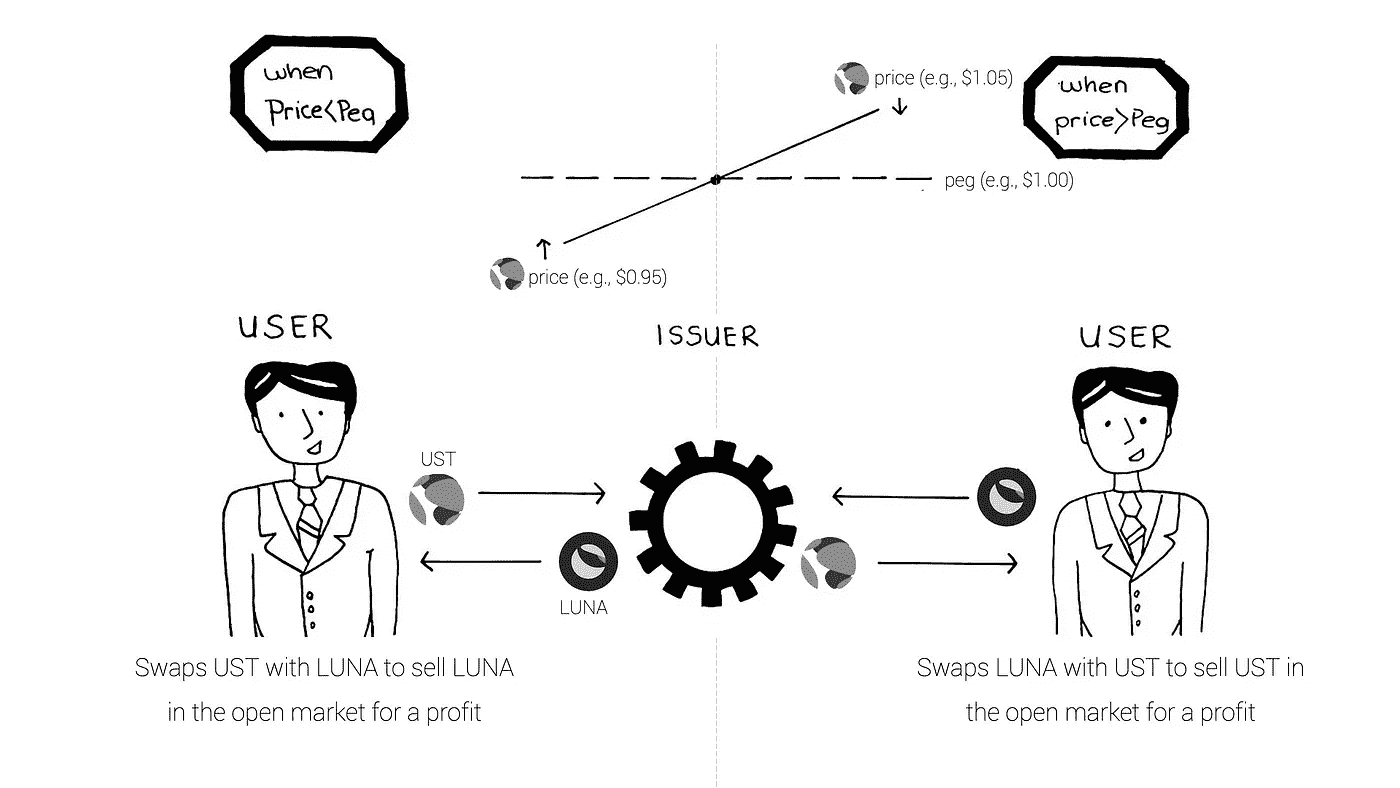 when
Price<Peg
price (e.g., $1.05)
when
price>Peg
peg (e.g., $1.00)
price (e.g., $0.95)
USER
ISSUER
USER
UST
LUNA
Swaps UST with LUNA to sell LUNA
in the open market for a profit
Swaps LUNA with UST to sell UST in
the open market for a profit